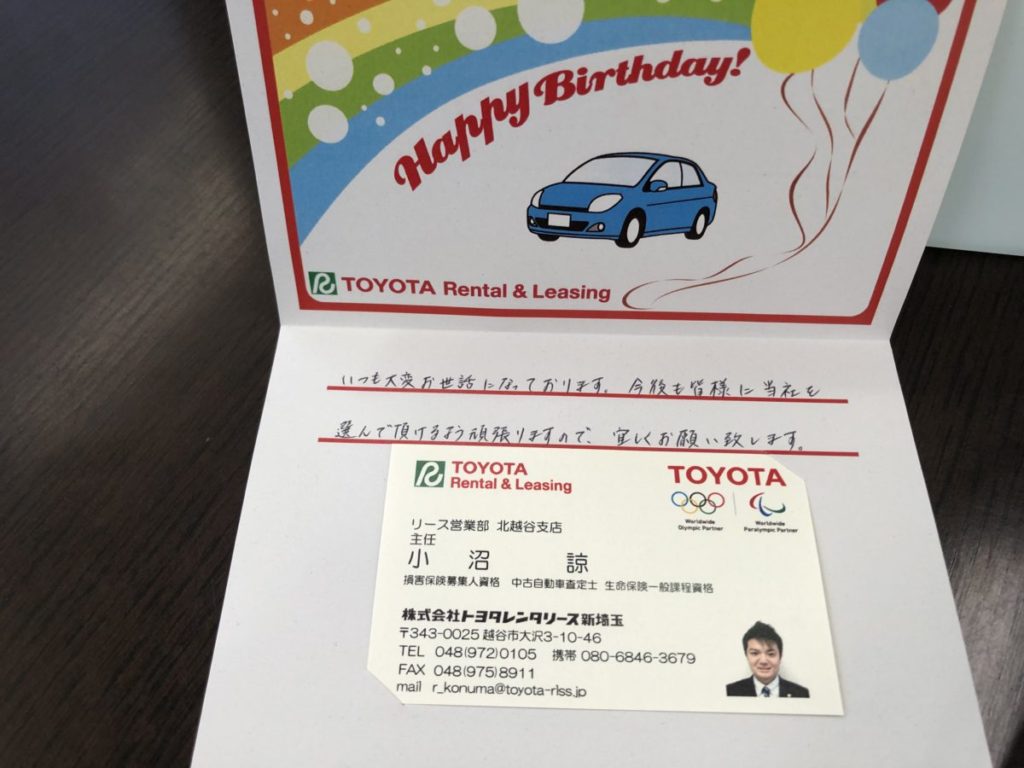 Happy Birthday!
TOYOTA Rental & Leasing
いつも大変お世話になっております。今後も皆様に当社を
選んで頂けるよう頑張りますので、宜しくお願い致します。
TOYOTA
Rental & Leasing
TOYOTA
Worldwide
Olympic Partner
Worldwide
Paralympic Partner
リース営業部 北越谷支店
主任
小沼 諒
損害保険募集人資格 中古自動車査定士 生命保険一般課程資格
株式会社トヨタレンタリース新埼玉
〒343-0025 越谷市大沢3-10-46
TEL 048(972)0105 携帯 080-6846-3679
FAX 048(975)8911
mail r_konuma@toyota-rlss.jp